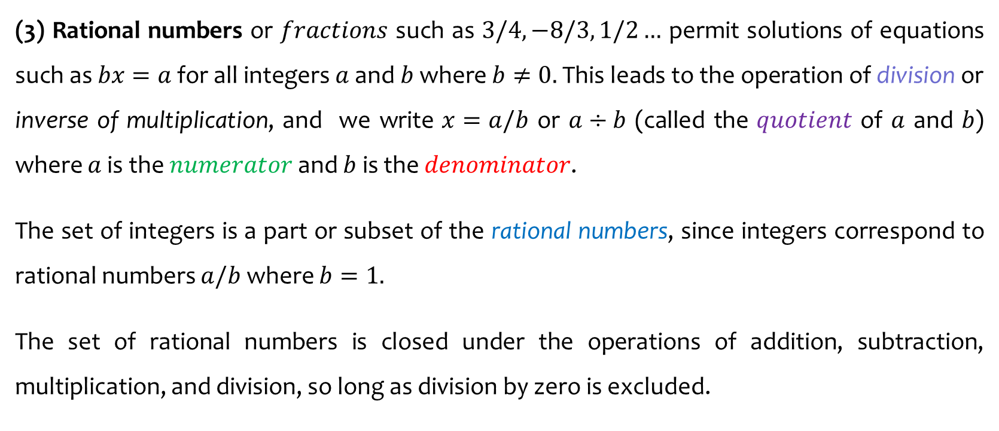 (3) Rational numbers or fractions such as 3/4, −8/3, 1/2 ... permit solutions of equations
such as bx = a for all integers a and b where b ≠ 0. This leads to the operation of division or
inverse of multiplication, and we write x = a/b or a ÷ b (called the quotient of a and b)
where a is the numerator and b is the denominator.
The set of integers is a part or subset of the rational numbers, since integers correspond to
rational numbers a/b where b = 1.
The set of rational numbers is closed under the operations of addition, subtraction,
multiplication, and division, so long as division by zero is excluded.